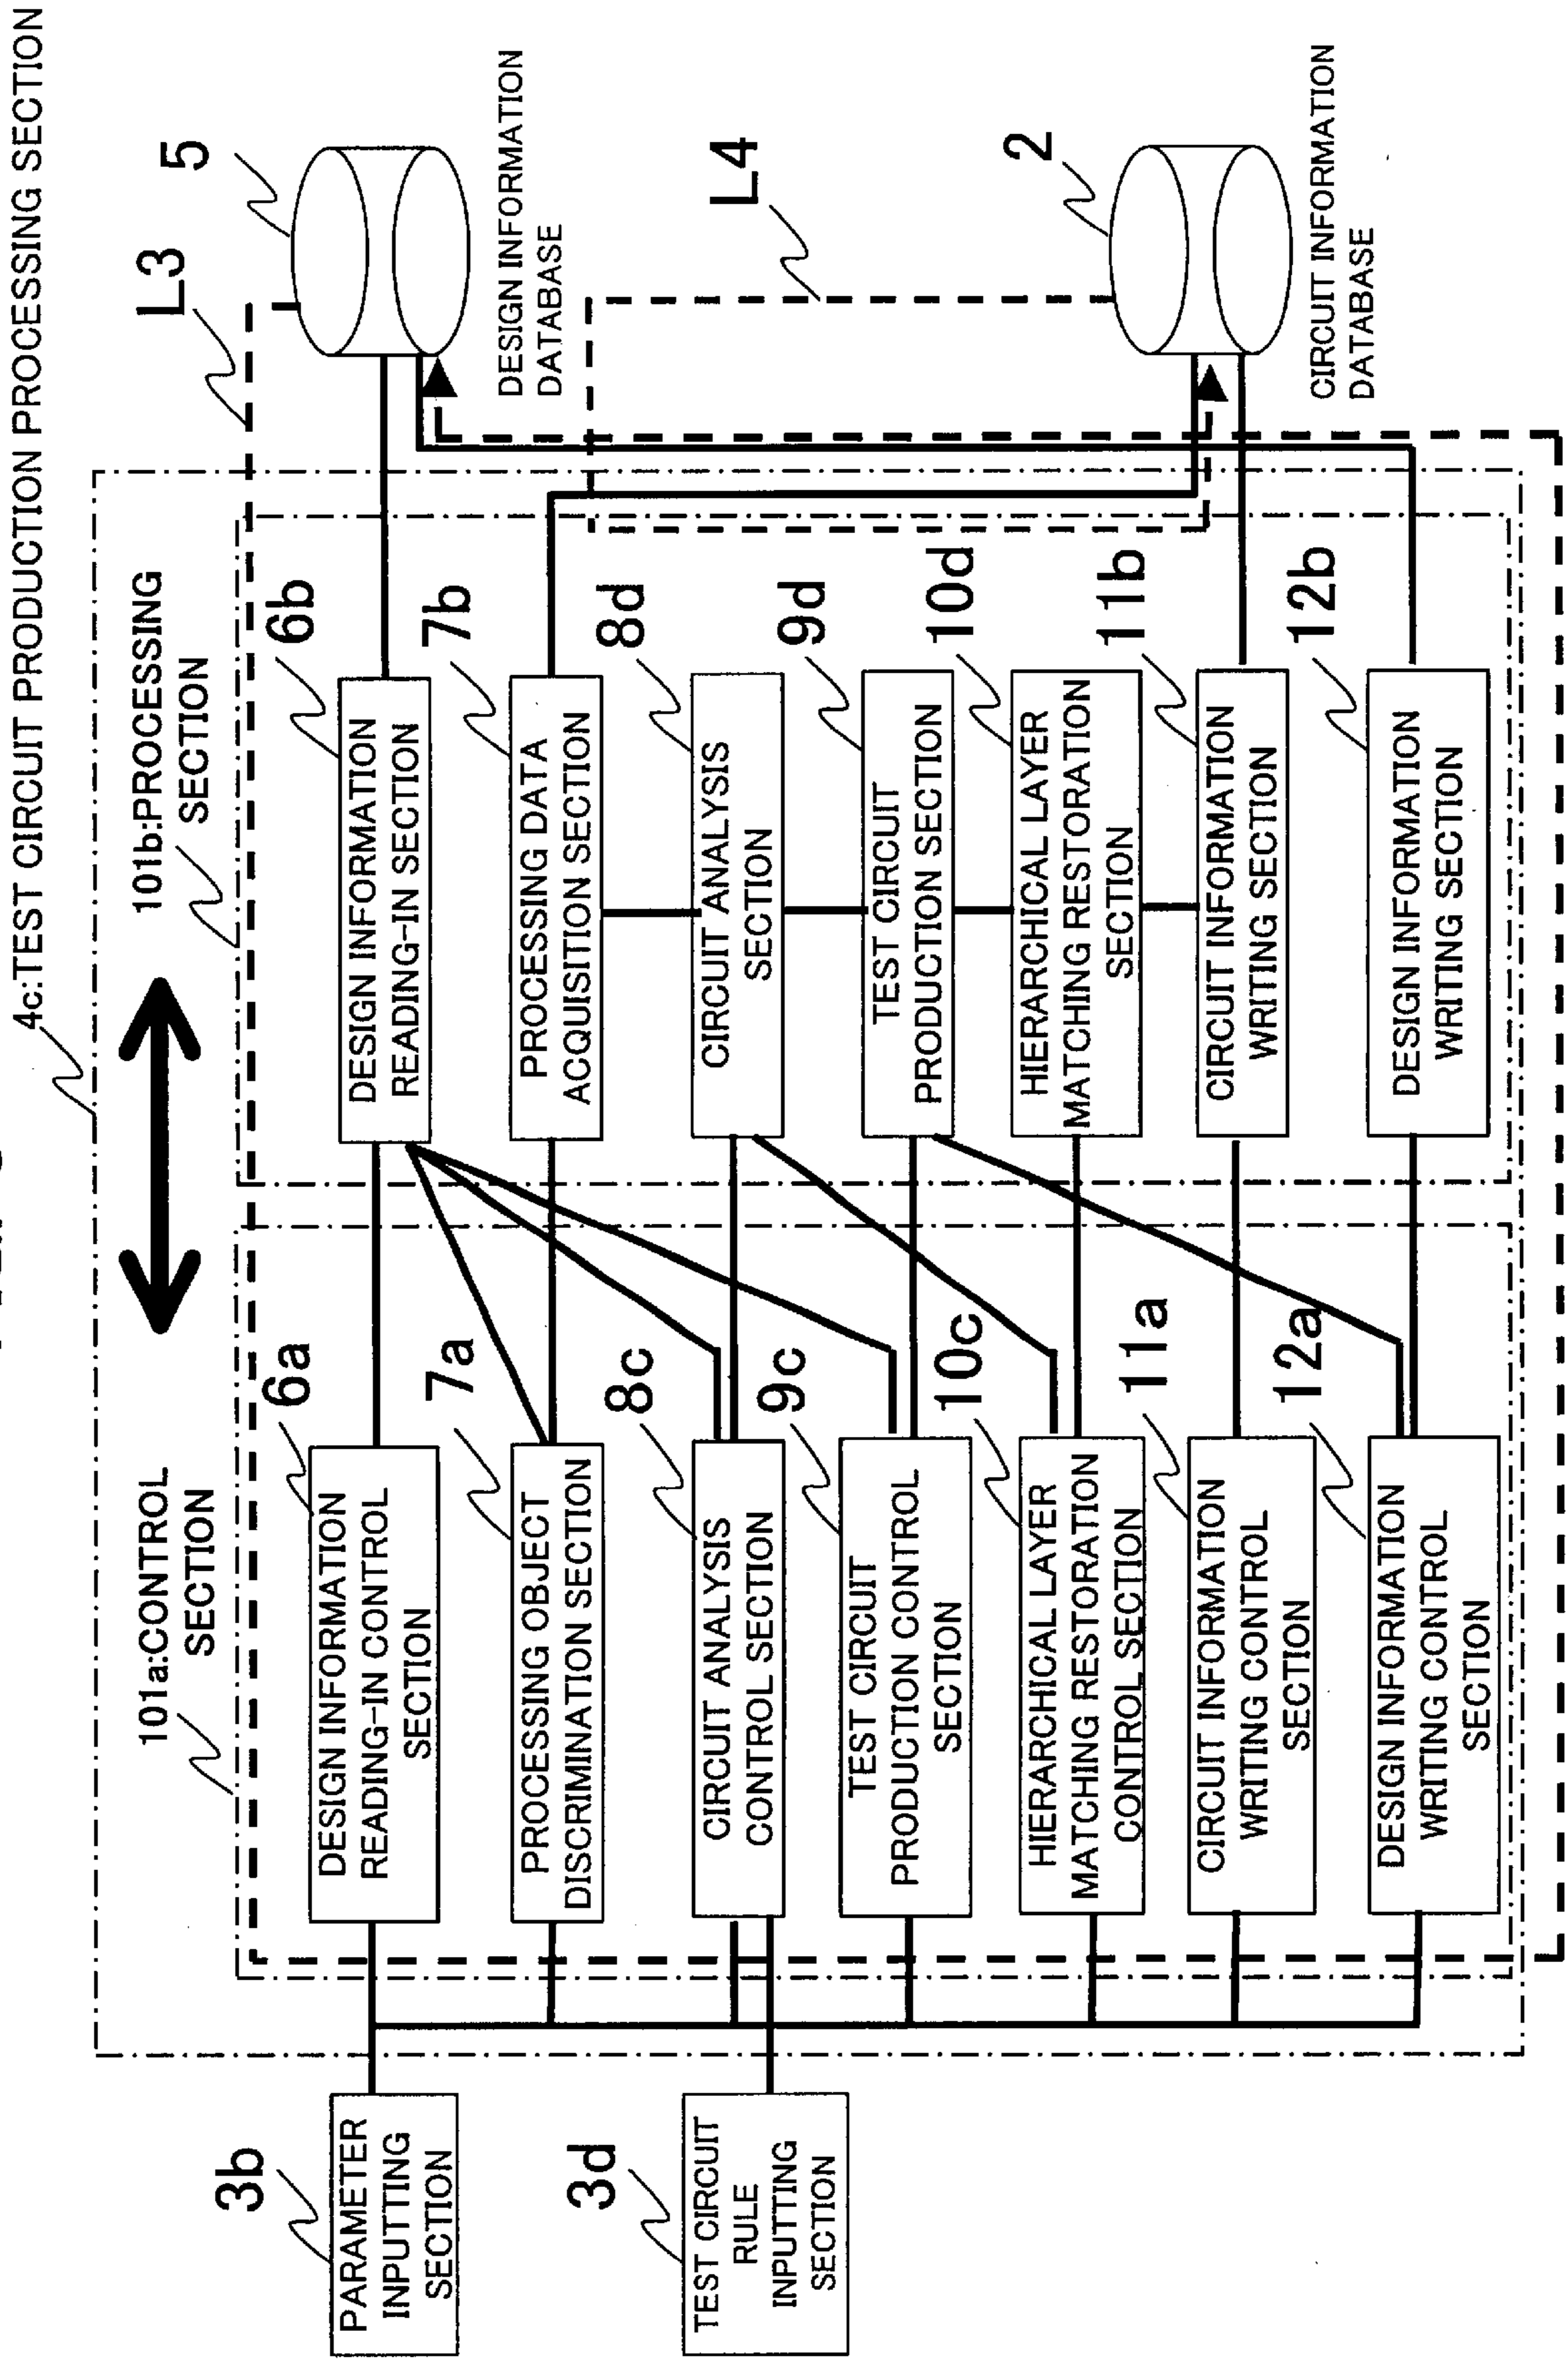 4c:TEST CIRCUIT PRODUCTION PROCESSING SECTION
101a:CONTROL
SECTION
101b:PROCESSING
SECTION
L3
5
DESIGN INFORMATION
DATABASE
L4
2
CIRCUIT INFORMATION
DATABASE
3b
PARAMETER
INPUTTING
SECTION
3d
TEST CIRCUIT
RULE
INPUTTING
SECTION
6a
DESIGN INFORMATION
READING-IN CONTROL
SECTION
7a
PROCESSING OBJECT
DISCRIMINATION SECTION
8c
CIRCUIT ANALYSIS
CONTROL SECTION
9c
TEST CIRCUIT
PRODUCTION CONTROL
SECTION
10c
HIERARCHICAL LAYER
MATCHING RESTORATION
CONTROL SECTION
11a
CIRCUIT INFORMATION
WRITING CONTROL
SECTION
12a
DESIGN INFORMATION
WRITING CONTROL
SECTION
6b
DESIGN INFORMATION
READING-IN SECTION
7b
PROCESSING DATA
ACQUISITION SECTION
8d
CIRCUIT ANALYSIS
SECTION
9d
TEST CIRCUIT
PRODUCTION SECTION
10d
HIERARCHICAL LAYER
MATCHING RESTORATION
SECTION
11b
CIRCUIT INFORMATION
WRITING SECTION
12b
DESIGN INFORMATION
WRITING SECTION